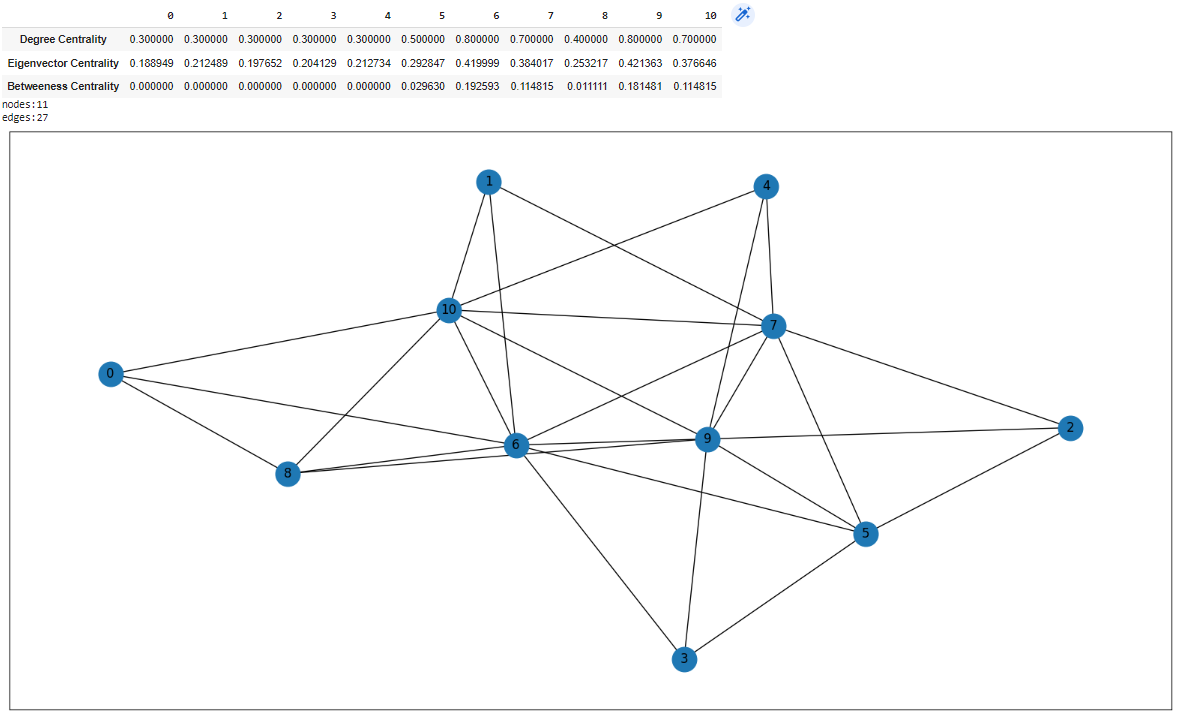 0 1 2 3 4 5 6 7 8 9 10
Degree Centrality 0.300000 0.300000 0.300000 0.300000 0.300000 0.500000 0.800000 0.700000 0.400000 0.800000 0.700000
Eigenvector Centrality 0.188949 0.212489 0.197652 0.204129 0.212734 0.292847 0.419999 0.384017 0.253217 0.421363 0.376646
Betweeness Centrality 0.000000 0.000000 0.000000 0.000000 0.000000 0.029630 0.192593 0.114815 0.011111 0.181481 0.114815
nodes:11
edges:27
1
4
10
7
0
2
9
6
8
5
3